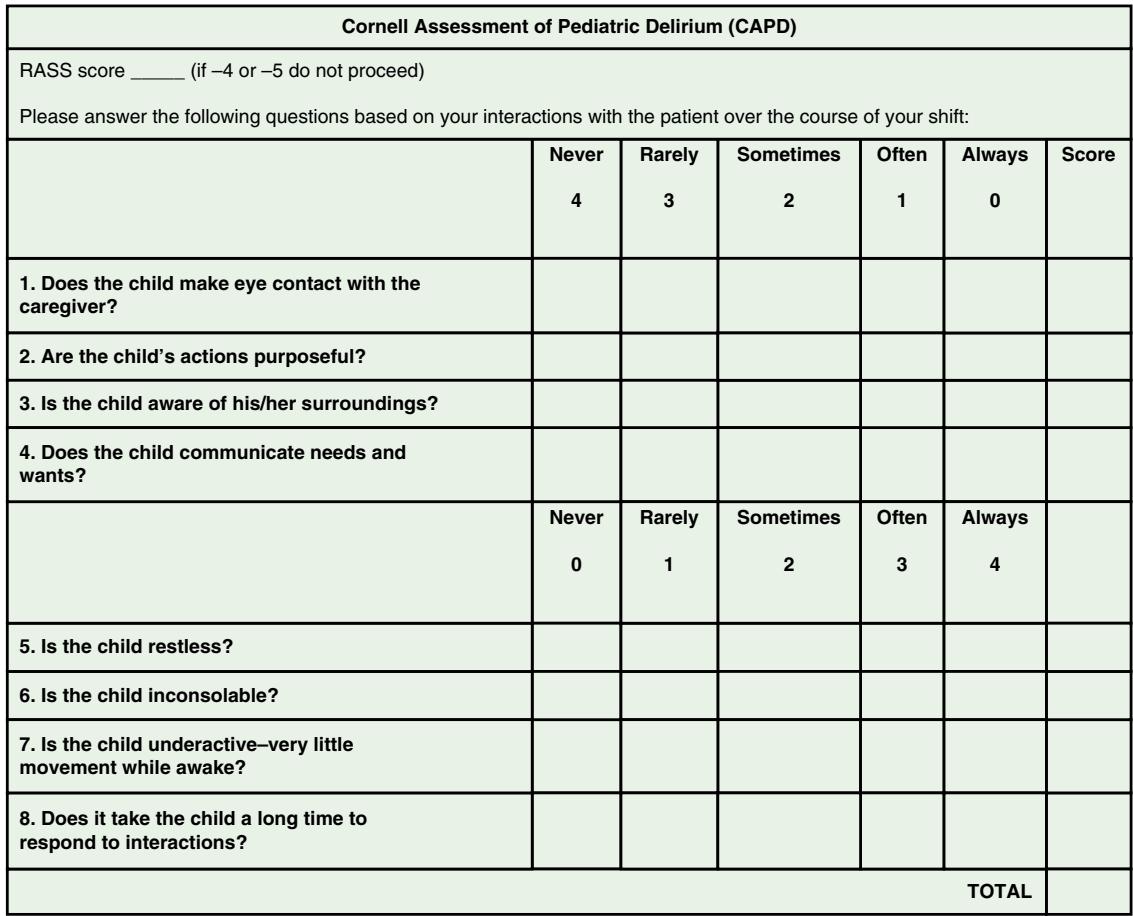 Cornell Assessment of Pediatric Delirium (CAPD)
RASS score _____ (if –4 or –5 do not proceed)
Please answer the following questions based on your interactions with the patient over the course of your shift:
Never Rarely Sometimes Often Always Score
4 3 2 1 0
1. Does the child make eye contact with the
caregiver?
2. Are the child’s actions purposeful?
3. Is the child aware of his/her surroundings?
4. Does the child communicate needs and
wants?
Never Rarely Sometimes Often Always
0 1 2 3 4
5. Is the child restless?
6. Is the child inconsolable?
7. Is the child underactive–very little
movement while awake?
8. Does it take the child a long time to
respond to interactions?
TOTAL